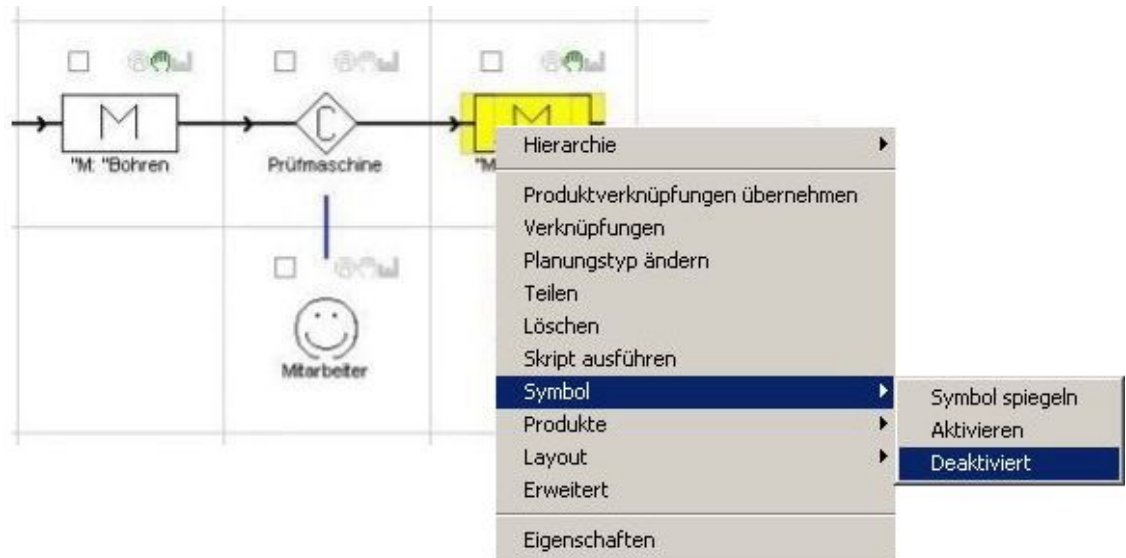 M
C
M
"M: "Bohren
Prüfmaschine
"M
Mitarbeiter
Hierarchie
Produktverknüpfungen übernehmen
Verknüpfungen
Planungstyp ändern
Teilen
Löschen
Skript ausführen
Symbol
Produkte
Layout
Erweitert
Eigenschaften
Symbol spiegeln
Aktivieren
Deaktiviert